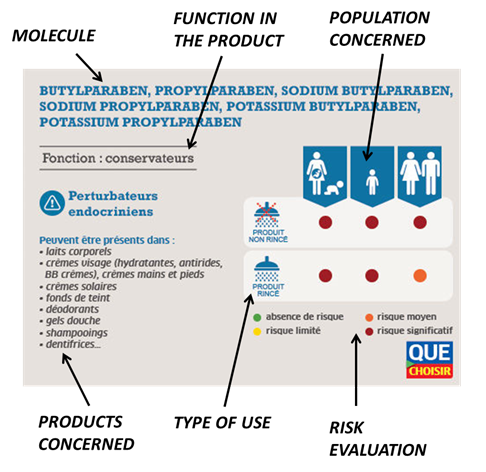 MOLECULE
FUNCTION IN
THE PRODUCT
POPULATION
CONCERNED
BUTYLPARABEN, PROPYLPARABEN, SODIUM BUTYLPARABEN,
SODIUM PROPYLPARABEN, POTASSIUM BUTYLPARABEN,
POTASSIUM PROPYLPARABEN
Fonction : conservateurs
Perturbateurs
endocriniens
Peuvent être présents dans :
• laits corporels
• crèmes visage (hydratantes, antirides,
BB crèmes), crèmes mains et pieds
• crèmes solaires
• fonds de teint
• déodorants
• gels douche
• shampooings
• dentifrices...
PRODUIT
NON RINCÉ
PRODUIT
RINCÉ
absence de risque
risque moyen
risque limité
risque significatif
QUE
CHOISIR
PRODUCTS
CONCERNED
TYPE OF USE
RISK
EVALUATION